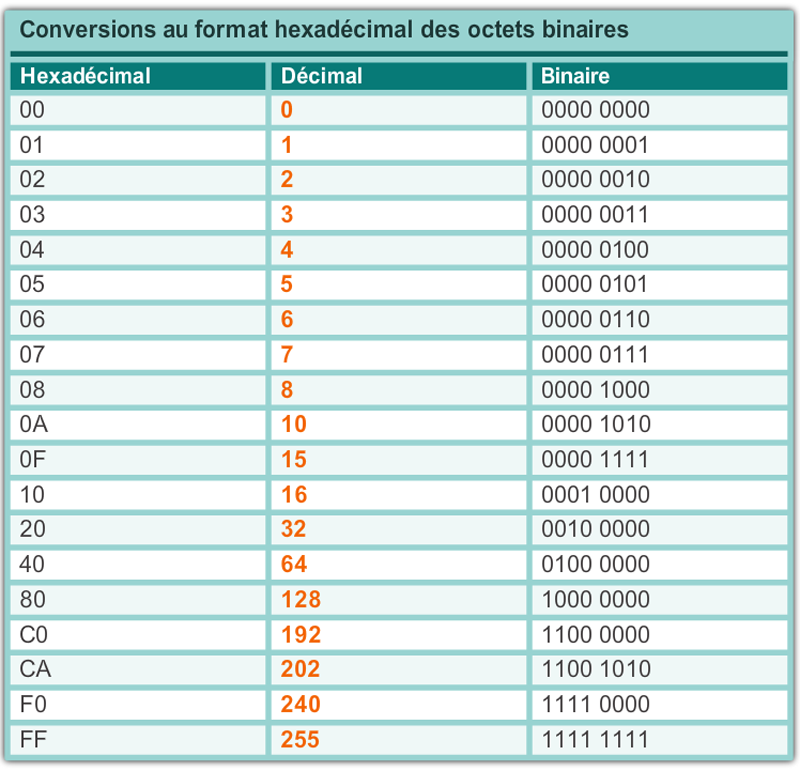 Conversions au format hexadécimal des octets binaires
Hexadécimal Décimal Binaire
00 0 0000 0000
01 1 0000 0001
02 2 0000 0010
03 3 0000 0011
04 4 0000 0100
05 5 0000 0101
06 6 0000 0110
07 7 0000 0111
08 8 0000 1000
0A 10 0000 1010
0F 15 0000 1111
10 16 0001 0000
20 32 0010 0000
40 64 0100 0000
80 128 1000 0000
C0 192 1100 0000
CA 202 1100 1010
F0 240 1111 0000
FF 255 1111 1111